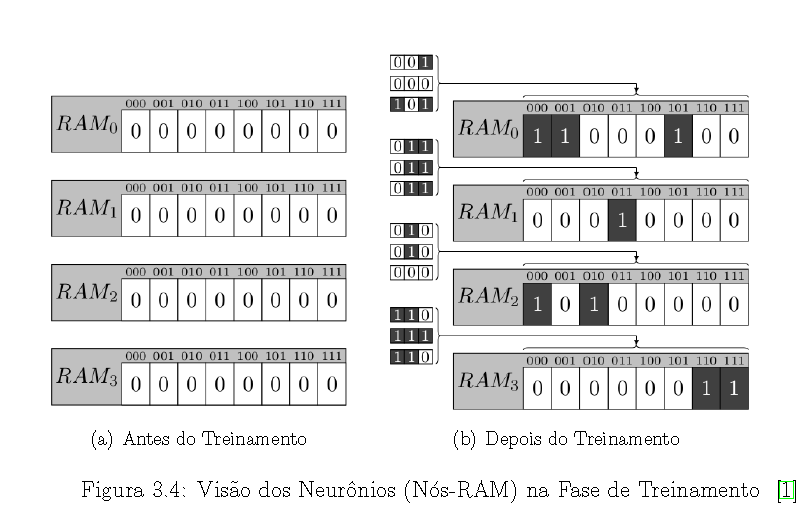 000 001 010 011 100 101 110 111
RAM0 0 0 0 0 0 0 0 0
000 001 010 011 100 101 110 111
RAM1 0 0 0 0 0 0 0 0
000 001 010 011 100 101 110 111
RAM2 0 0 0 0 0 0 0 0
000 001 010 011 100 101 110 111
RAM3 0 0 0 0 0 0 0 0
(a) Antes do Treinamento
0 0 1
0 0 0
1 0 1
000 001 010 011 100 101 110 111
RAM0 1 1 0 0 0 1 0 0
0 1 1
0 1 1
0 1 1
000 001 010 011 100 101 110 111
RAM1 0 0 0 1 0 0 0 0
0 1 0
0 1 0
0 0 0
000 001 010 011 100 101 110 111
RAM2 1 0 1 0 0 0 0 0
1 1 0
1 1 1
1 1 0
000 001 010 011 100 101 110 111
RAM3 0 0 0 0 0 0 1 1
(b) Depois do Treinamento
Figura 3.4: Visão dos Neurônios (Nós-RAM) na Fase de Treinamento [1]